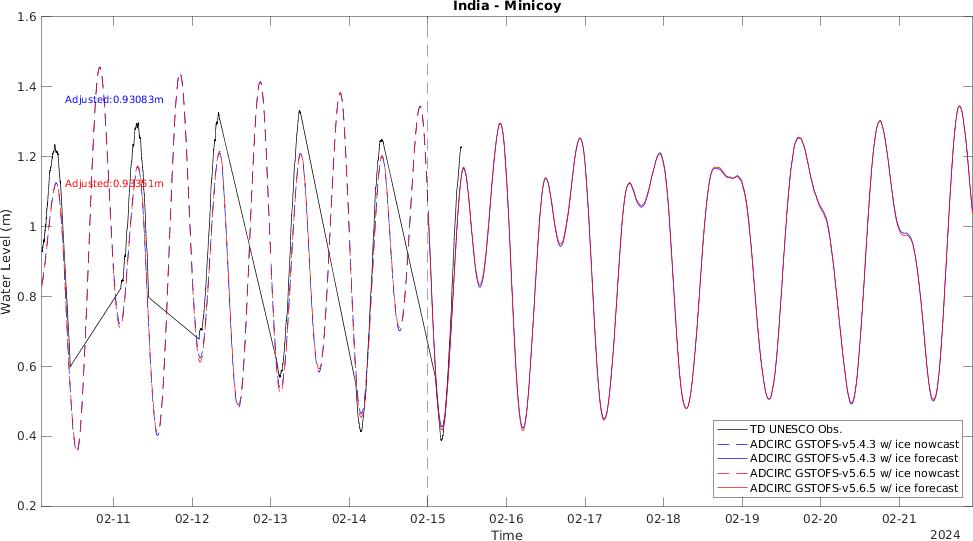 India - Minicoy
1.6
1.4
1.2
1
0.8
0.6
0.4
0.2
Water Level (m)
Adjusted:0.93083m
Adjusted:0.93351m
02-11
02-12
02-13
02-14
02-15
02-16
02-17
02-18
02-19
02-20
02-21
Time
2024
TD UNESCO Obs.
ADCIRC GSTOFS-v5.4.3 w/ ice nowcast
ADCIRC GSTOFS-v5.4.3 w/ ice forecast
ADCIRC GSTOFS-v5.6.5 w/ ice nowcast
ADCIRC GSTOFS-v5.6.5 w/ ice forecast